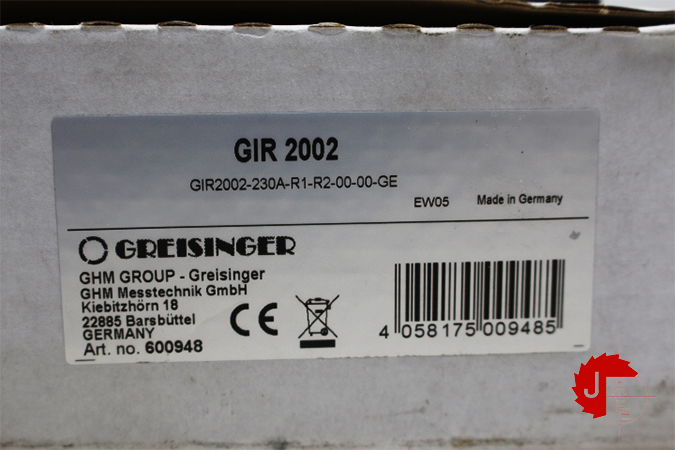 GIR 2002
GIR2002-230A-R1-R2-00-00-GE
EW05 Made in Germany
GREISINGER
GHM GROUP - Greisinger
GHM Messtechnik GmbH
Kiebitzhörn 18
22885 Barsbüttel
GERMANY
Art. no. 600948
CE
4 058175 009485
J